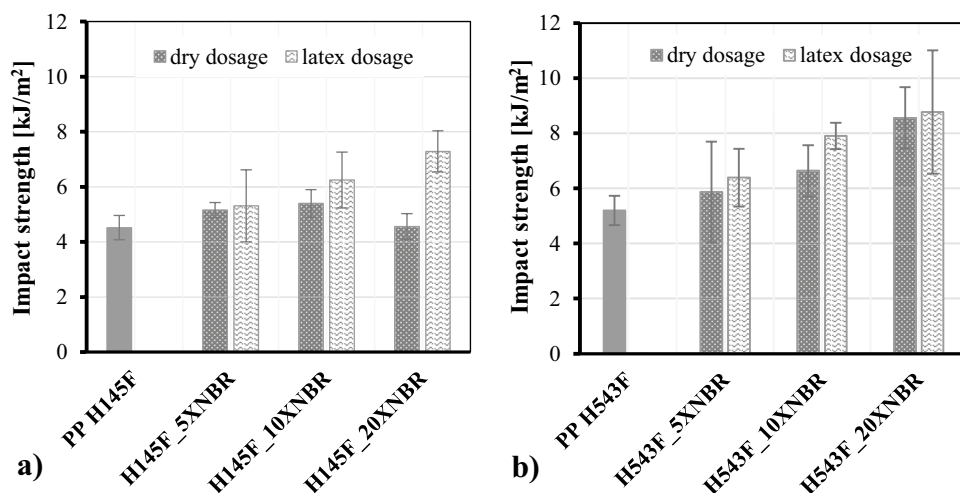 12
10
8
6
4
2
0
Impact strength [kJ/m²]
dry dosage
latex dosage
PP H145F
H145F_5XNBR
H145F_10XNBR
H145F_20XNBR
a)
12
10
8
6
4
2
0
Impact strength [kJ/m²]
dry dosage
latex dosage
PP H543F
H543F_5XNBR
H543F_10XNBR
H543F_20XNBR
b)